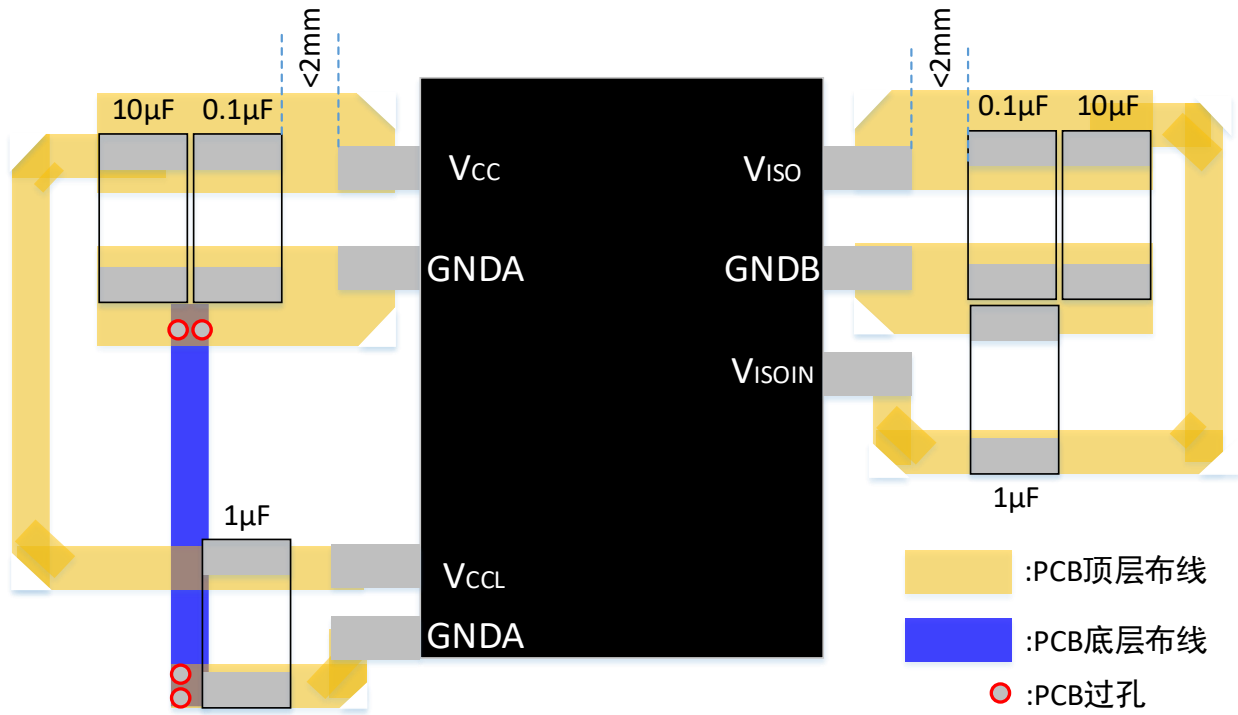 <2mm
<2mm
10μF 0.1μF
0.1μF 10μF
VCC
VISO
GNDA
GNDB
VISOIN
1μF
1μF
VCCL
GNDA
:PCB顶层布线
:PCB底层布线
:PCB过孔